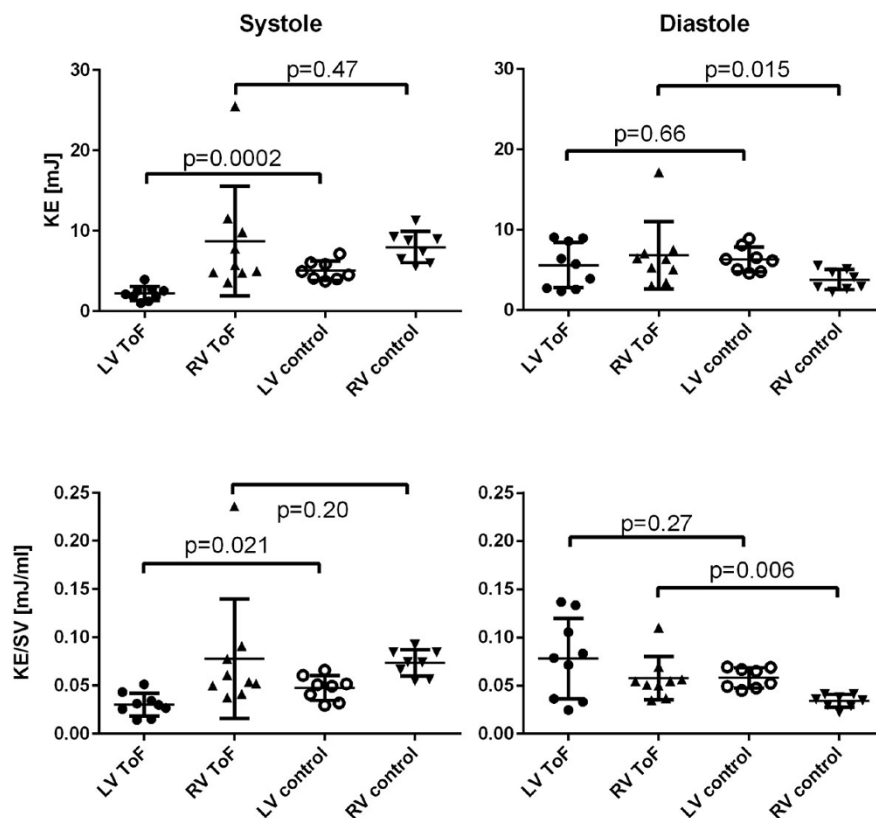 Systole
Diastole
KE [mJ]
30
20
10
0
p=0.47
p=0.0002
LV ToF
RV ToF
LV control
RV control
30
20
10
0
p=0.015
p=0.66
LV ToF
RV ToF
LV control
RV control
KE/SV [mJ/ml]
0.25
0.20
0.15
0.10
0.05
0.00
p=0.20
p=0.021
LV ToF
RV ToF
LV control
RV control
0.25
0.20
0.15
0.10
0.05
0.00
p=0.27
p=0.006
LV ToF
RV ToF
LV control
RV control